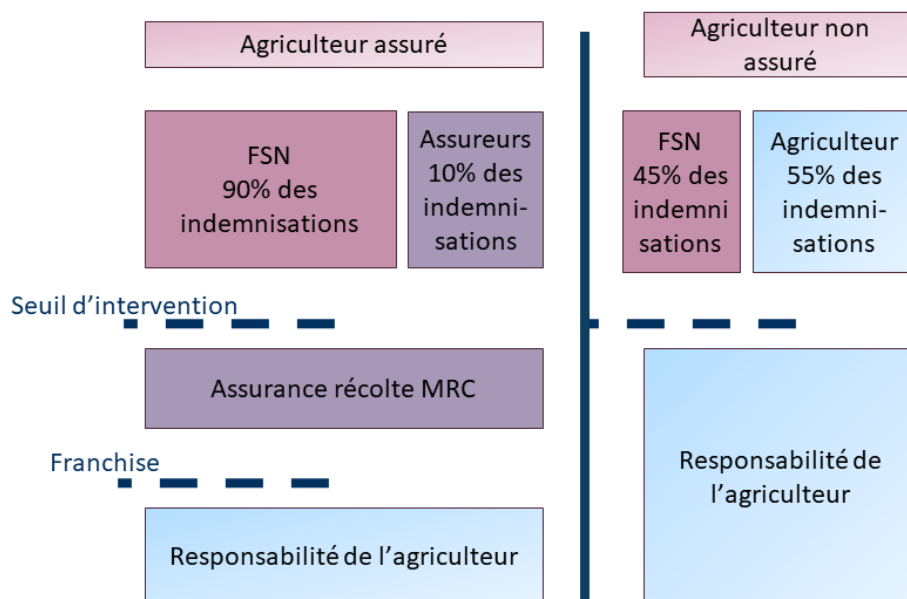 Agriculteur assuré
Agriculteur non
assuré
FSN
90% des
indemnisations
Assureurs
10% des
indemni-
sations
FSN
45% des
indemni
sations
Agriculteur
55% des
indemni-
sations
Seuil d’intervention
Assurance récolte MRC
Franchise
Responsabilité de l’agriculteur
Responsabilité de
l’agriculteur